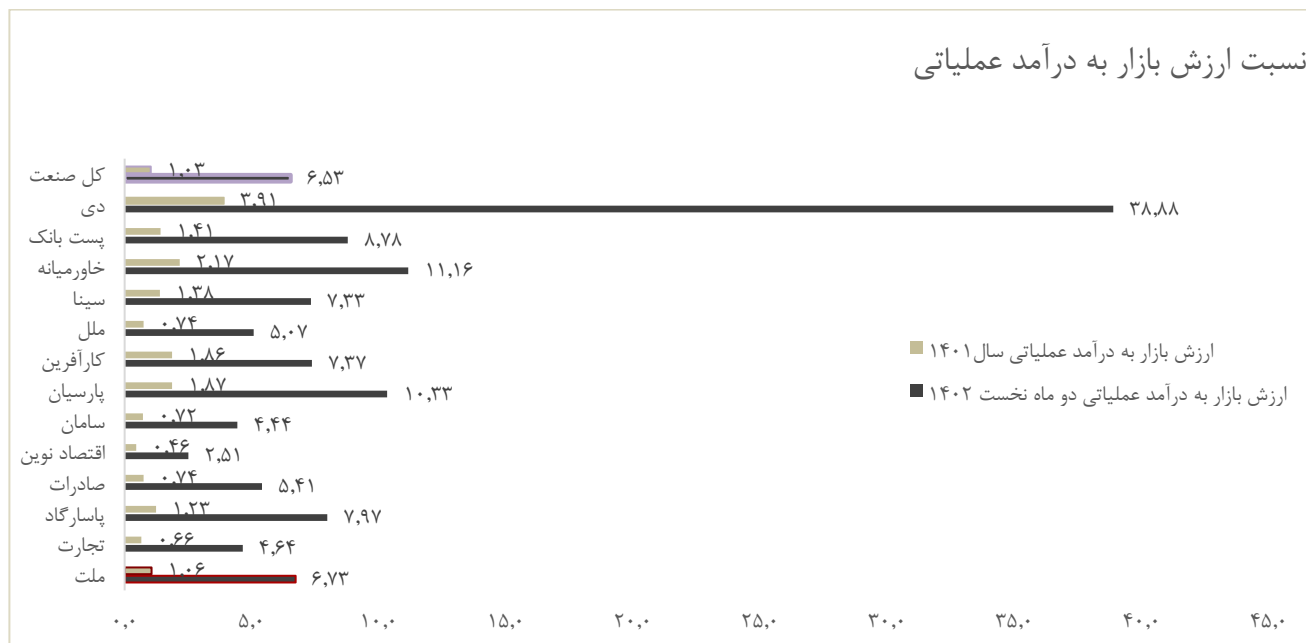 نسبت ارزش بازار به درآمد عملیاتی
کل صنعت ۱.۰۳ ۶,۵۳
دی ۳.۹۱ ۳۸,۸۸
پست بانک ۱.۴۱ ۸,۷۸
خاورمیانه ۲.۱۷ ۱۱,۱۶
سینا ۱.۳۸ ۷,۳۳
ملل ۰.۷۴ ۵,۰۷
کارآفرین ۱.۸۶ ۷,۳۷
پارسیان ۱.۸۷ ۱۰,۳۳
سامان ۰.۷۲ ۴,۴۴
اقتصاد نوین ۰.۴۶ ۲,۵۱
صادرات ۰.۷۴ ۵,۴۱
پاسارگاد ۱.۲۳ ۷,۹۷
تجارت ۰.۶۶ ۴,۶۴
ملت ۱.۰۶ ۶,۷۳
ارزش بازار به درآمد عملیاتی سال۱۴۰۱
ارزش بازار به درآمد عملیاتی دو ماه نخست ۱۴۰۲
۰,۰ ۵,۰ ۱۰,۰ ۱۵,۰ ۲۰,۰ ۲۵,۰ ۳۰,۰ ۳۵,۰ ۴۰,۰ ۴۵,۰